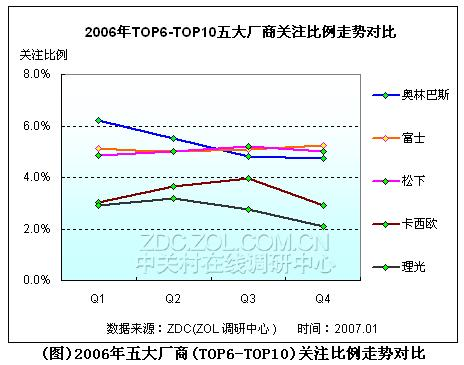 2006年TOP6-TOP10五大厂商关注比例走势对比
关注比例
8.0%
6.0%
4.0%
2.0%
0.0%
Q1 Q2 Q3 Q4
奥林巴斯
富士
松下
卡西欧
理光
ZDC.ZOL.COM.CN
中关村在线调研中心
数据来源：ZDC(ZOL调研中心) 时间：2007.01
(图)2006年五大厂商(TOP6-TOP10)关注比例走势对比